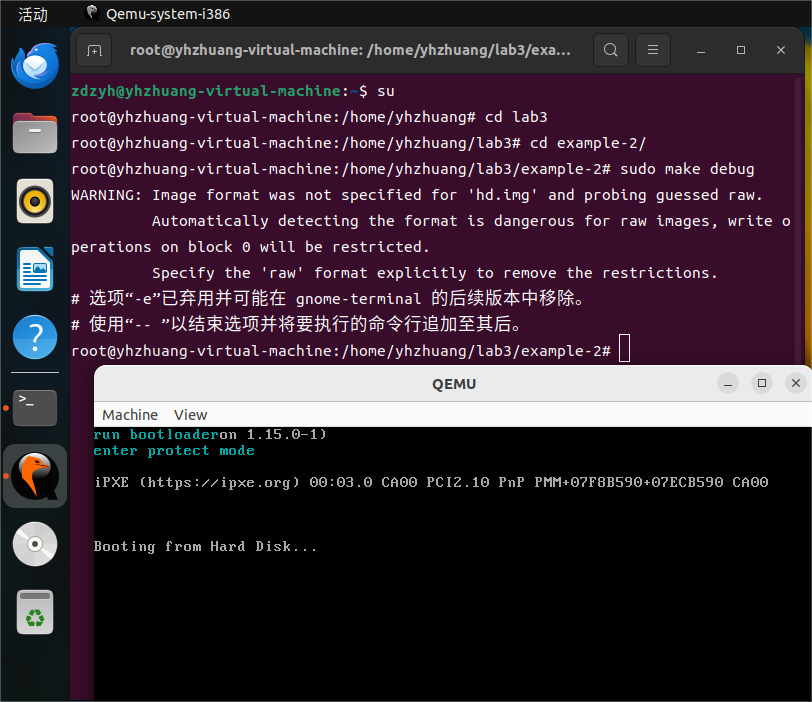 活动 Qemu-system-i386
root@yhzhuang-virtual-machine: /home/yhzhuang/lab3/exa...
zdzyh@yhzhuang-virtual-machine:~$ su
root@yhzhuang-virtual-machine:/home/yhzhuang# cd lab3
root@yhzhuang-virtual-machine:/home/yhzhuang/lab3# cd example-2/
root@yhzhuang-virtual-machine:/home/yhzhuang/lab3/example-2# sudo make debug
WARNING: Image format was not specified for 'hd.img' and probing guessed raw.
Automatically detecting the format is dangerous for raw images, write o
perations on block 0 will be restricted.
Specify the 'raw' format explicitly to remove the restrictions.
# 选项“-e”已弃用并可能在 gnome-terminal 的后续版本中移除。
# 使用“-- ”以结束选项并将要执行的命令行追加至其后。
root@yhzhuang-virtual-machine:/home/yhzhuang/lab3/example-2#
QEMU
Machine View
run bootloaderon 1.15.0-1)
enter protect mode
iPXE (https://ipxe.org) 00:03.0 CA00 PCI2.10 PnP PMM+07F8B590+07ECB590 CA00
Booting from Hard Disk...